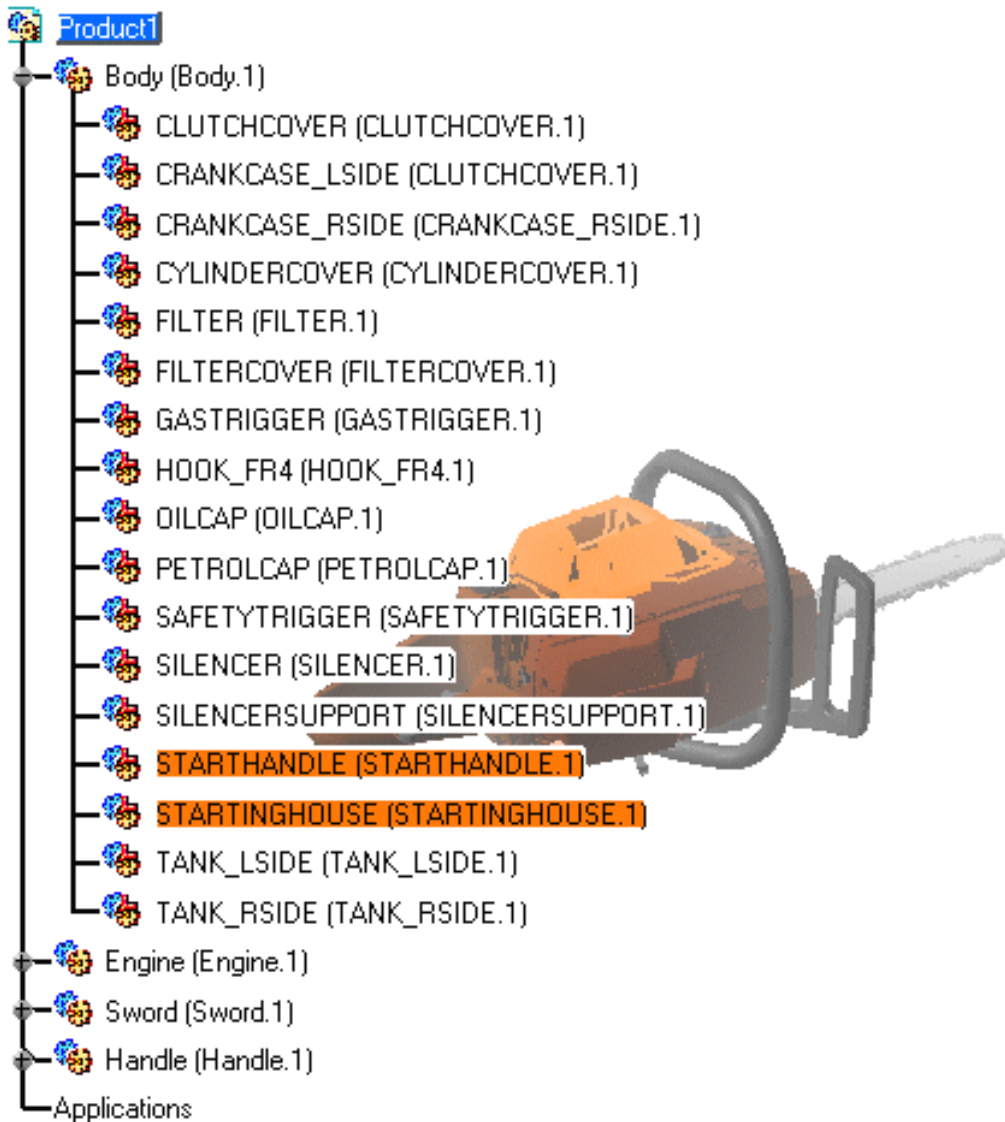 Product1
Body (Body.1)
CLUTCHCOVER (CLUTCHCOVER.1)
CRANKCASE_LSIDE (CLUTCHCOVER.1)
CRANKCASE_RSIDE (CRANKCASE_RSIDE.1)
CYLINDERCOVER (CYLINDERCOVER.1)
FILTER (FILTER.1)
FILTERCOVER (FILTERCOVER.1)
GASTRIGGER (GASTRIGGER.1)
HOOK_FR4 (HOOK_FR4.1)
OILCAP (OILCAP.1)
PETROLCAP (PETROLCAP.1)
SAFETYTRIGGER (SAFETYTRIGGER.1)
SILENCER (SILENCER.1)
SILENCERSUPPORT (SILENCERSUPPORT.1)
STARTHANDLE (STARTHANDLE.1)
STARTINGHOUSE (STARTINGHOUSE.1)
TANK_LSIDE (TANK_LSIDE.1)
TANK_RSIDE (TANK_RSIDE.1)
Engine (Engine.1)
Sword (Sword.1)
Handle (Handle.1)
Applications